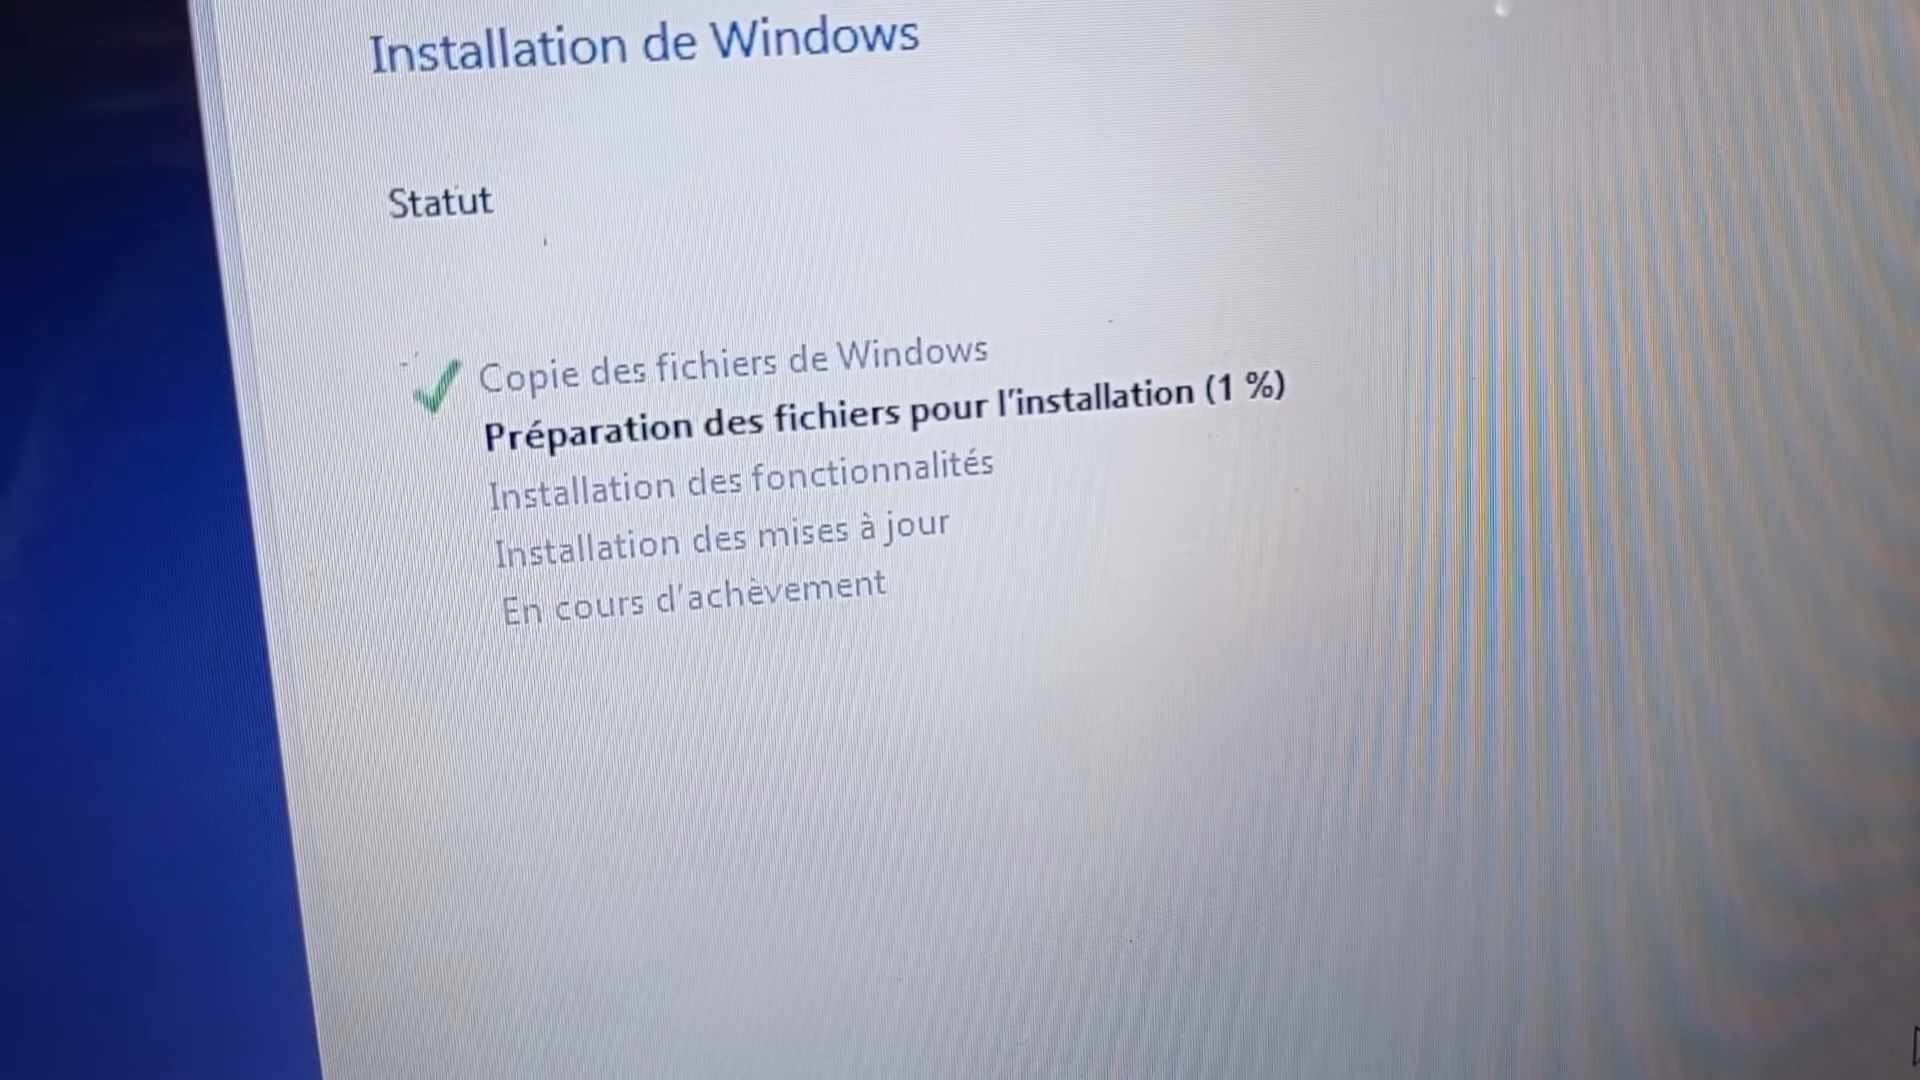 Installation de Windows
Statut
Copie des fichiers de Windows
Préparation des fichiers pour l'installation (1 %)
Installation des fonctionnalités
Installation des mises à jour
En cours d'achèvement